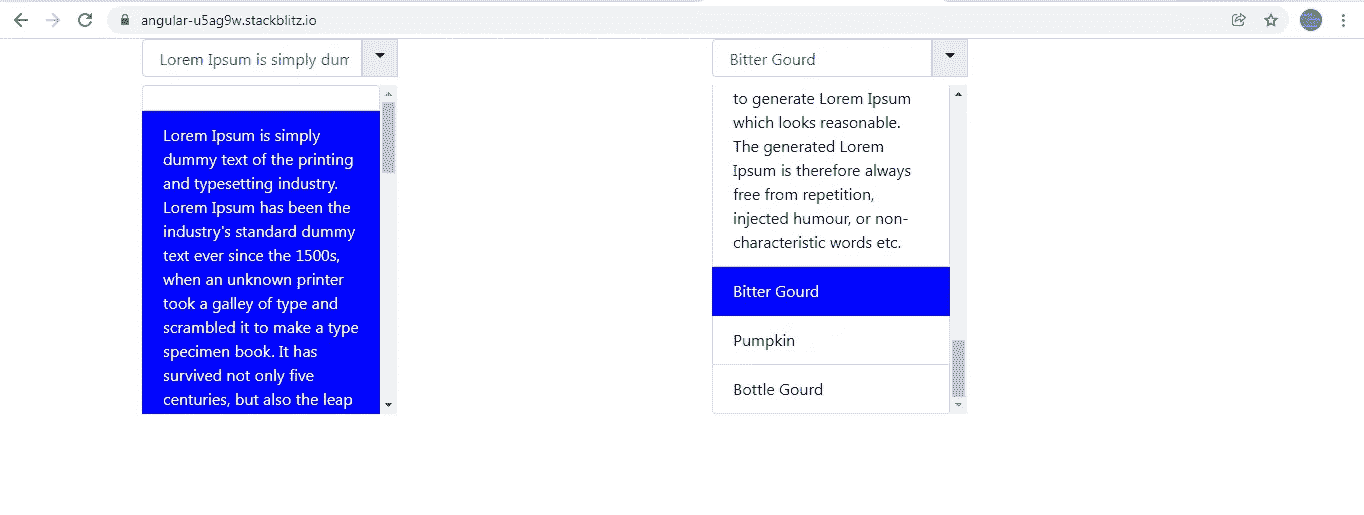 angular-u5ag9w.stackblitz.io
Lorem Ipsum is simply dum
Lorem Ipsum is simply
dummy text of the printing
and typesetting industry.
Lorem Ipsum has been the
industry's standard dummy
text ever since the 1500s,
when an unknown printer
took a galley of type and
scrambled it to make a type
specimen book. It has
survived not only five
centuries, but also the leap
Bitter Gourd
to generate Lorem Ipsum
which looks reasonable.
The generated Lorem
Ipsum is therefore always
free from repetition,
injected humour, or non-
characteristic words etc.
Bitter Gourd
Pumpkin
Bottle Gourd